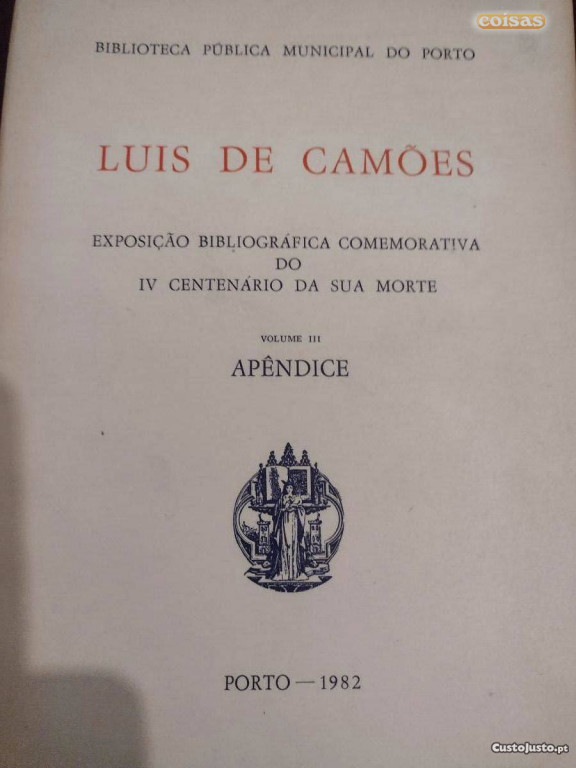 coisas
BIBLIOTECA PÚBLICA MUNICIPAL DO PORTO
LUIS DE CAMÕES
EXPOSIÇÃO BIBLIOGRÁFICA COMEMORATIVA
DO
IV CENTENÁRIO DA SUA MORTE
VOLUME III
APÊNDICE
PORTO — 1982
CustoJusto.pt